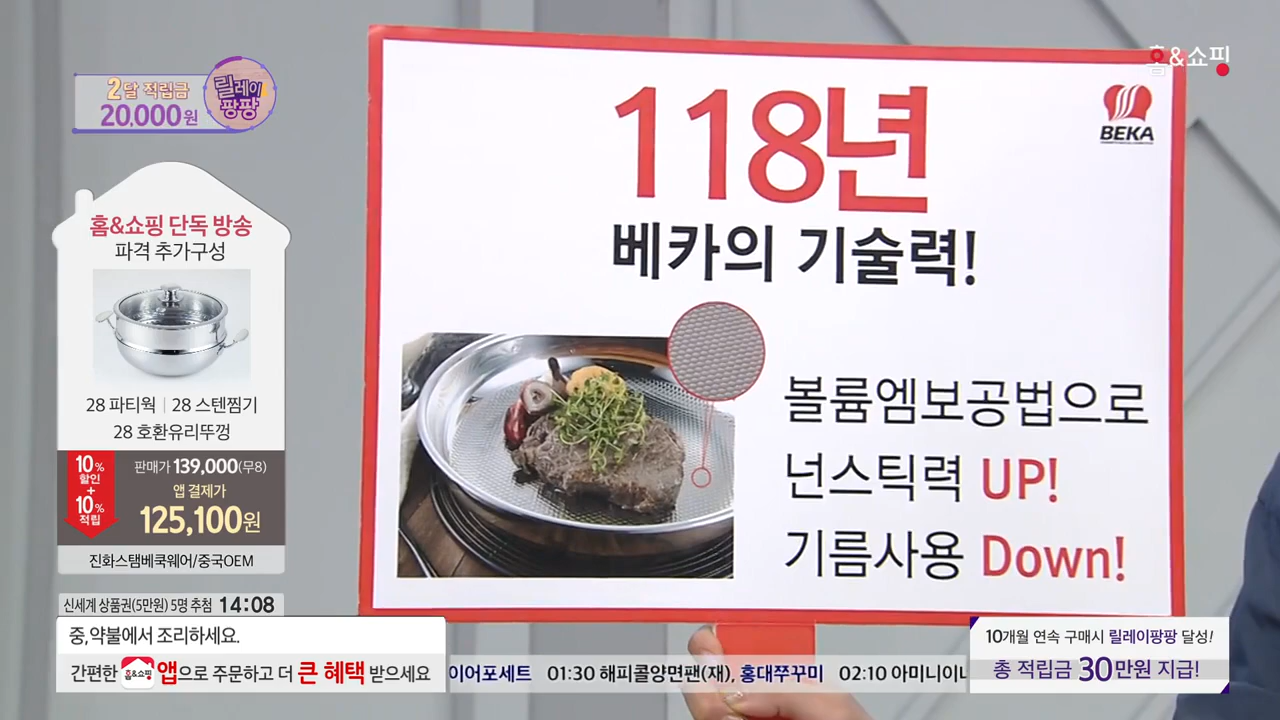 2달 적립금
20,000원
릴레이
팡팡
홈&쇼핑
홈&쇼핑 단독 방송
파격 추가구성
28 파티웍 | 28 스텐찜기
28 호환유리뚜껑
10%
할인
+
10%
적립
판매가 139,000(무8)
앱 결제가
125,100원
진화스탬베쿡웨어/중국OEM
신세계 상품권(5만원) 5명 추첨 14:08
118년
베카의 기술력!
BEKA
볼륨엠보공법으로
넌스틱력 UP!
기름사용 Down!
중,약불에서 조리하세요.
간편한 홈&쇼핑 앱으로 주문하고 더 큰 혜택 받으세요
이어포세트 01:30 해피콜양면팬(재), 홍대쭈꾸미 02:10 아미니이
10개월 연속 구매시 릴레이팡팡 달성!
총 적립금 30만원 지급!